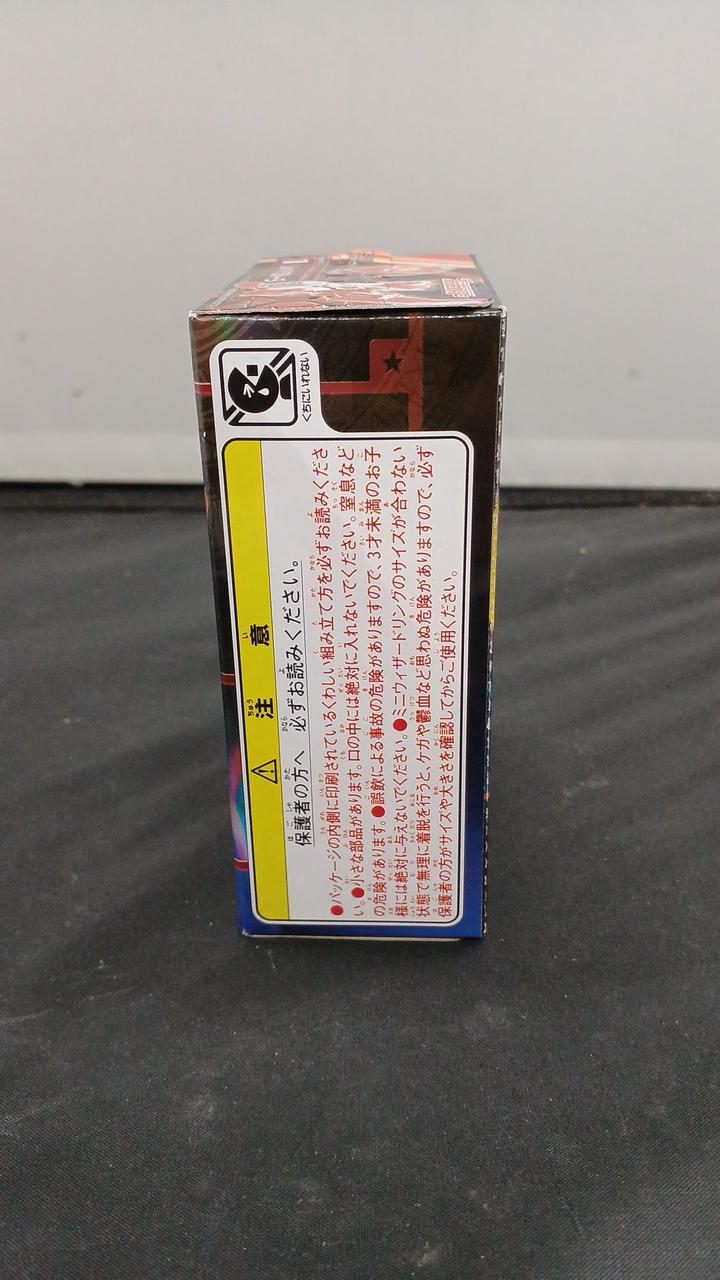 くちにいれない
注意
保護者の方へ 必ずお読みください。
●パッケージの内側に印刷されているくわしい組み立て方を必ずお読みくださ
い。●小さな部品があります。口の中には絶対に入れないでください。窒息など
の危険があります。●誤飲による事故の危険がありますので、3才未満のお子
様には絶対に与えないでください。●ミニウィザードリングのサイズが合わない
状態で無理に着脱を行うと、ケガや鬱血など思わぬ危険がありますので、必ず
保護者の方がサイズや大きさを確認してからご使用ください。